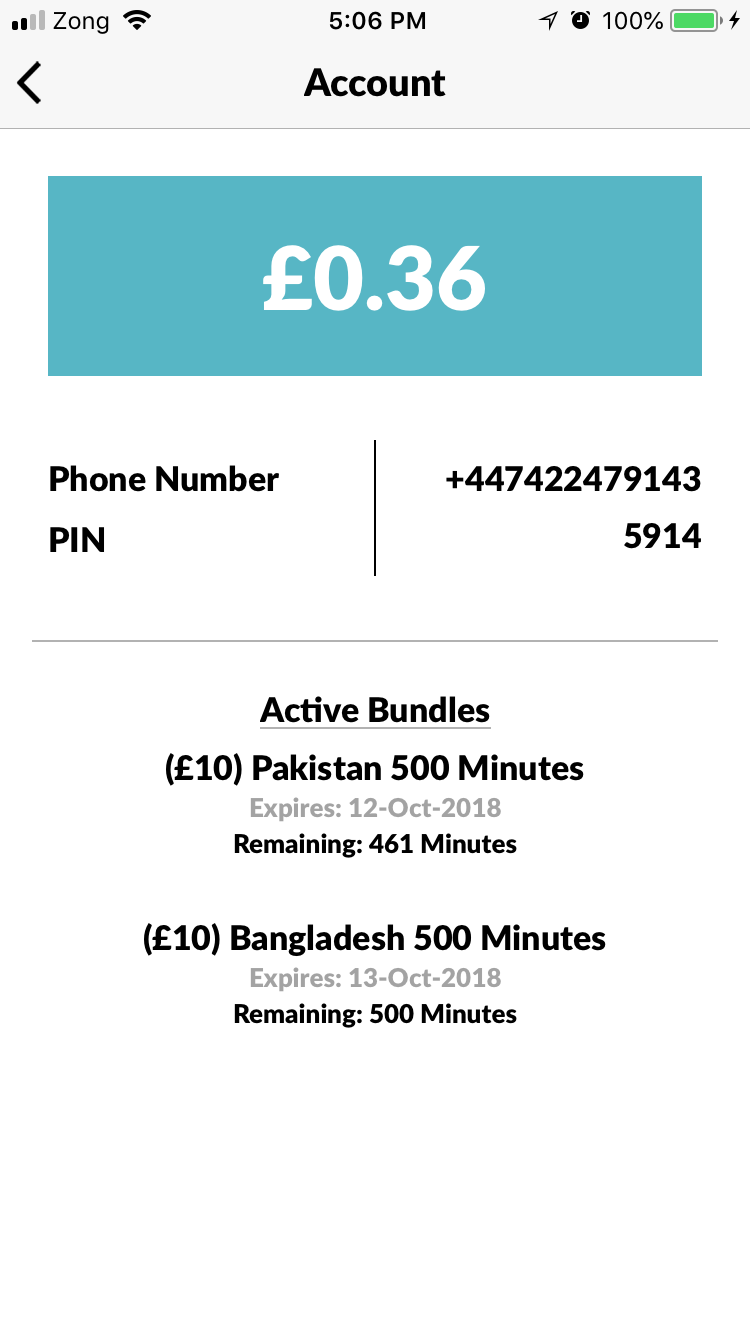 Zong 5:06 PM 100%
Account
£0.36
Phone Number +447422479143
PIN 5914
Active Bundles
(£10) Pakistan 500 Minutes
Expires: 12-Oct-2018
Remaining: 461 Minutes
(£10) Bangladesh 500 Minutes
Expires: 13-Oct-2018
Remaining: 500 Minutes